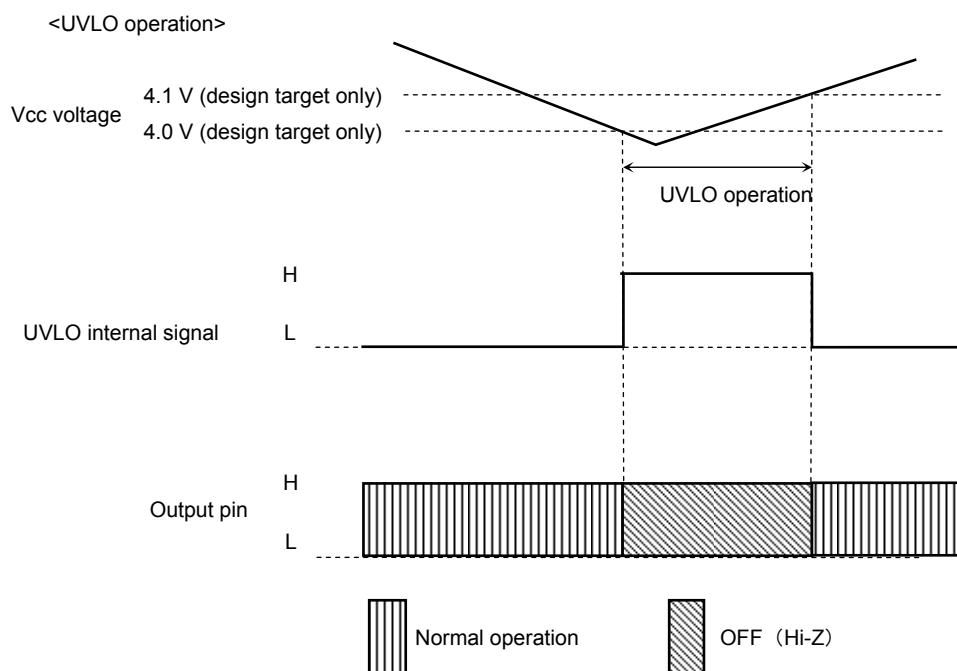 <UVLO operation>
4.1 V (design target only)
Vcc voltage
4.0 V (design target only)
UVLO operation
H
UVLO internal signal
L
H
Output pin
L
Normal operation
OFF（Hi-Z）